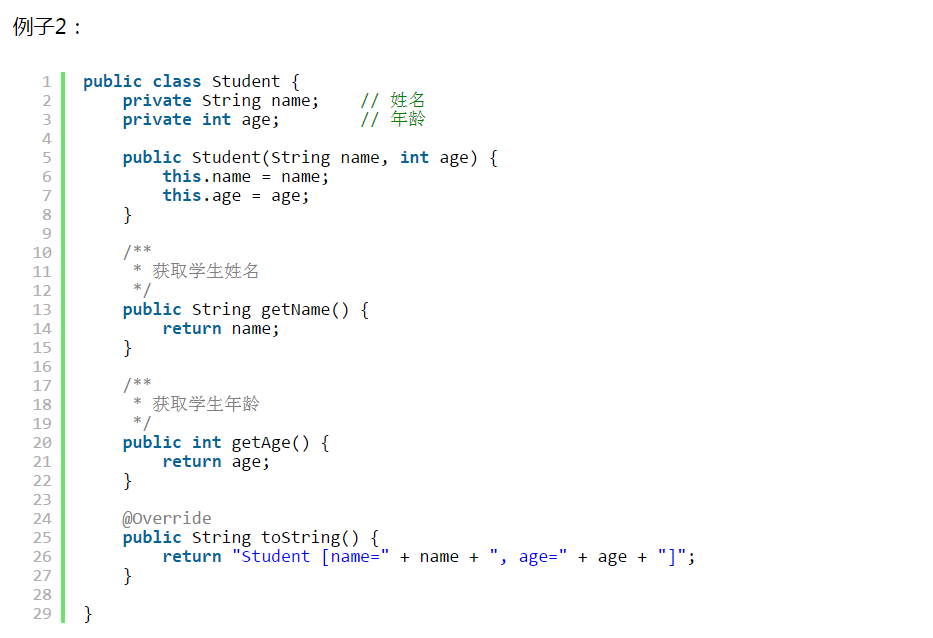 例子2：
1 public class Student {
2     private String name;    // 姓名
3     private int age;        // 年龄
4
5     public Student(String name, int age) {
6         this.name = name;
7         this.age = age;
8     }
9
10     /**
11      * 获取学生姓名
12      */
13     public String getName() {
14         return name;
15     }
16
17     /**
18      * 获取学生年龄
19      */
20     public int getAge() {
21         return age;
22     }
23
24     @Override
25     public String toString() {
26         return "Student [name=" + name + ", age=" + age + "]";
27     }
28
29 }